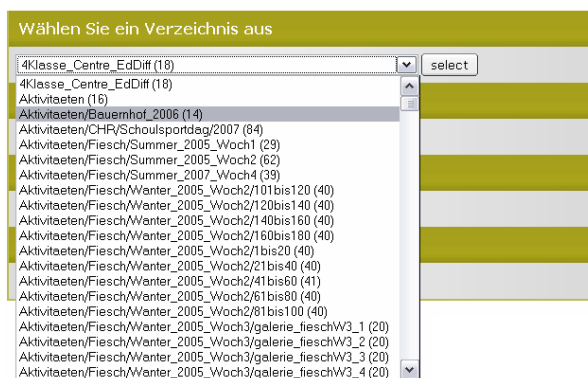 Wählen Sie ein Verzeichnis aus
4Klasse_Centre_EdDiff (18)
select
4Klasse_Centre_EdDiff (18)
Aktivitaeten (16)
Aktivitaeten/Bauernhof_2006 (14)
Aktivitaeten/CHR/Schoulsportdag/2007 (84)
Aktivitaeten/Fiesch/Summer_2005_Woch1 (29)
Aktivitaeten/Fiesch/Summer_2005_Woch2 (62)
Aktivitaeten/Fiesch/Summer_2007_Woch4 (39)
Aktivitaeten/Fiesch/Wanter_2005_Woch2/101bis120 (40)
Aktivitaeten/Fiesch/Wanter_2005_Woch2/120bis140 (40)
Aktivitaeten/Fiesch/Wanter_2005_Woch2/140bis160 (40)
Aktivitaeten/Fiesch/Wanter_2005_Woch2/160bis180 (40)
Aktivitaeten/Fiesch/Wanter_2005_Woch2/1bis20 (40)
Aktivitaeten/Fiesch/Wanter_2005_Woch2/21bis40 (40)
Aktivitaeten/Fiesch/Wanter_2005_Woch2/41bis60 (41)
Aktivitaeten/Fiesch/Wanter_2005_Woch2/61bis80 (40)
Aktivitaeten/Fiesch/Wanter_2005_Woch2/81bis100 (40)
Aktivitaeten/Fiesch/Wanter_2005_Woch3/galerie_fieschW3_1 (20)
Aktivitaeten/Fiesch/Wanter_2005_Woch3/galerie_fieschW3_2 (20)
Aktivitaeten/Fiesch/Wanter_2005_Woch3/galerie_fieschW3_3 (20)
Aktivitaeten/Fiesch/Wanter_2005_Woch3/galerie_fieschW3_4 (20)